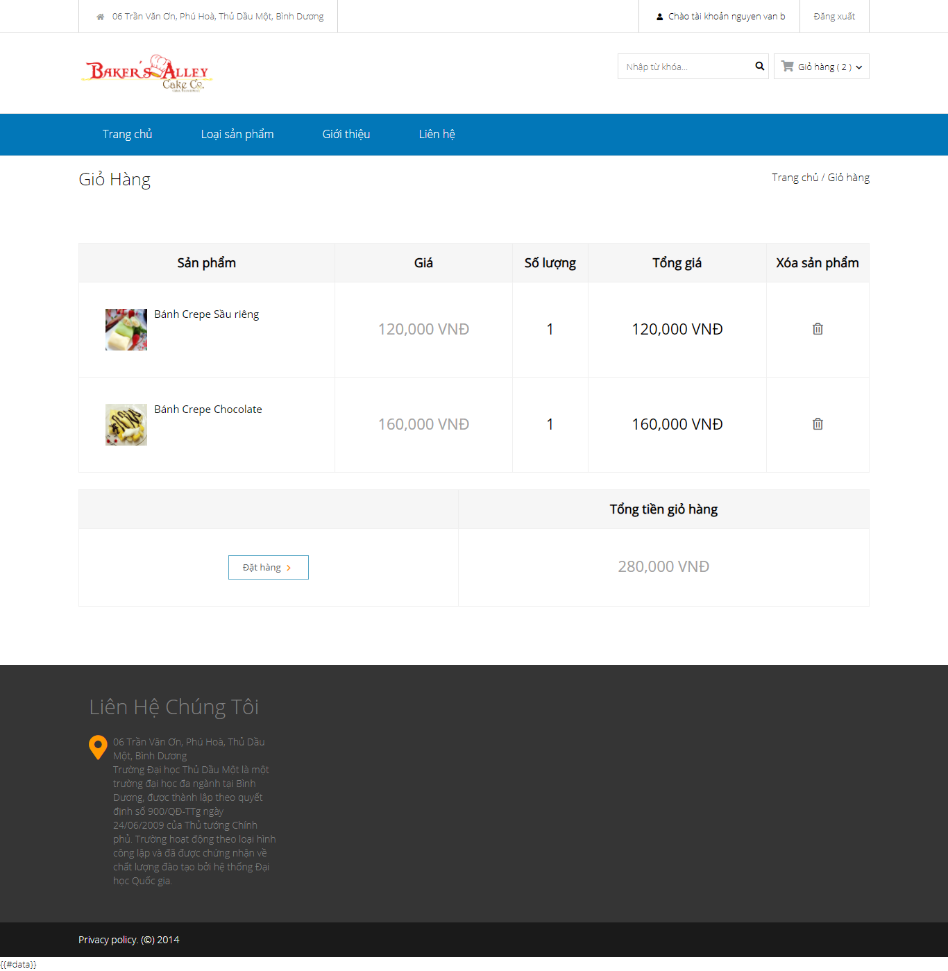 06 Trần Văn Ơn, Phú Hoà, Thủ Dầu Một, Bình Dương
Chào tài khoản nguyen van b
Đăng xuất
BAKER'S ALLEY
Cake Co.
Nhập từ khóa...
Giỏ hàng ( 2 )
Trang chủ
Loại sản phẩm
Giới thiệu
Liên hệ
Giỏ Hàng
Trang chủ / Giỏ hàng
Sản phẩm
Giá
Số lượng
Tổng giá
Xóa sản phẩm
Bánh Crepe Sầu riêng
120,000 VNĐ
1
120,000 VNĐ
Bánh Crepe Chocolate
160,000 VNĐ
1
160,000 VNĐ
Tổng tiền giỏ hàng
Đặt hàng
280,000 VNĐ
Liên Hệ Chúng Tôi
06 Trần Văn Ơn, Phú Hoà, Thủ Dầu
Một, Bình Dương
Trường Đại học Thủ Dầu Một là một
trường đại học đa ngành tại Bình
Dương, được thành lập theo quyết
định số 900/QĐ-TTg ngày
24/06/2009 của Thủ tướng Chính
phủ. Trường hoạt động theo loại hình
công lập và đã được chứng nhận về
chất lượng đào tạo bởi hệ thống Đại
học Quốc gia.
Privacy policy. (©) 2014
{{#data}}